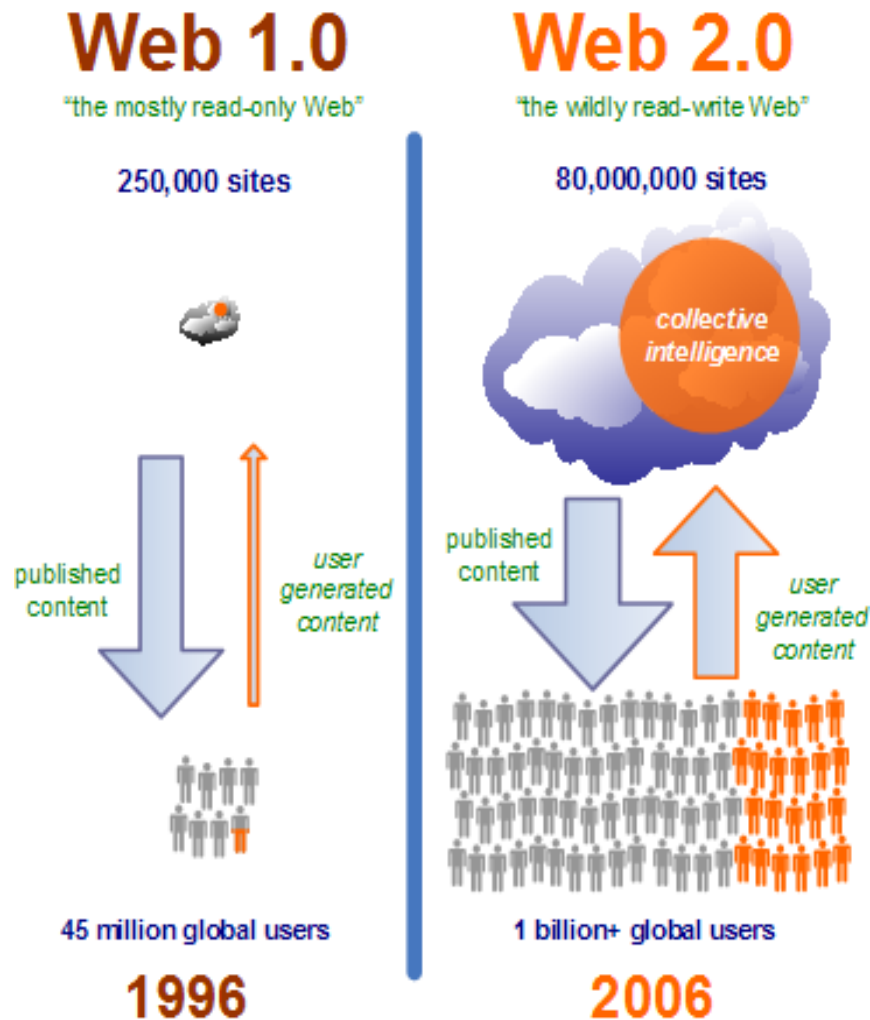 Web 1.0
"the mostly read-only Web"
250,000 sites
published
content
user
generated
content
45 million global users
1996
Web 2.0
"the wildly read-write Web"
80,000,000 sites
collective
intelligence
published
content
user
generated
content
1 billion+ global users
2006